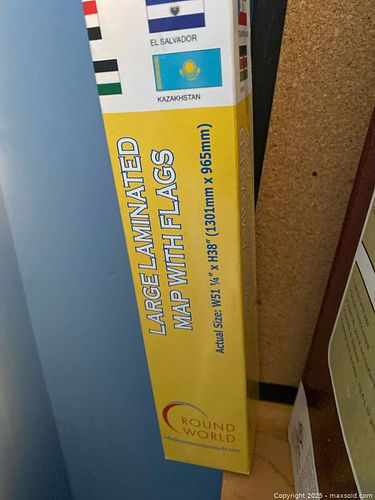 EL SALVADOR
KAZAKHSTAN
LARGE LAMINATED
MAP WITH FLAGS
Actual Size: W51 ¼" x H38" (1301mm x 965mm)
ROUND
WORLD
Copyright 2025 - maxsold.com